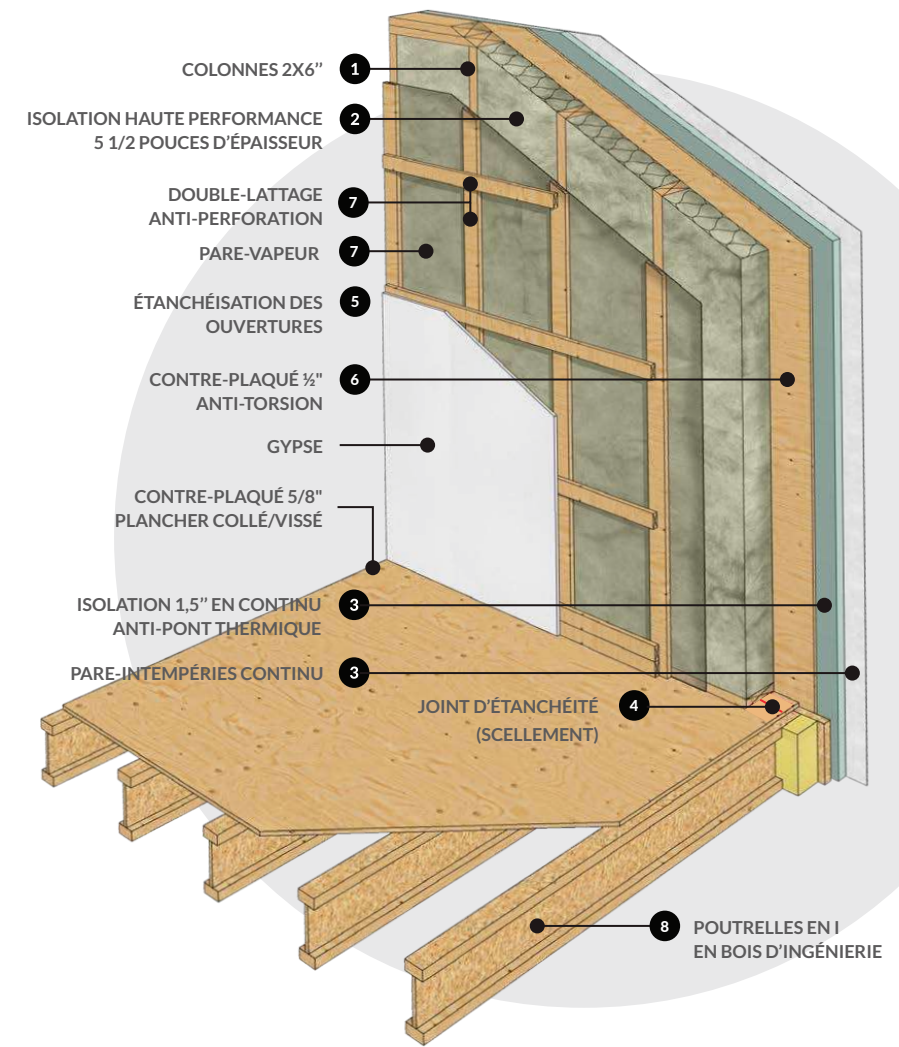 COLONNES 2X6’’ 1
ISOLATION HAUTE PERFORMANCE 2
5 1/2 POUCES D’ÉPAISSEUR
DOUBLE-LATTAGE 7
ANTI-PERFORATION
PARE-VAPEUR 7
ÉTANCHÉISATION DES 5
OUVERTURES
CONTRE-PLAQUÉ ½" 6
ANTI-TORSION
GYPSE
CONTRE-PLAQUÉ 5/8"
PLANCHER COLLÉ/VISSÉ
ISOLATION 1,5’’ EN CONTINU 3
ANTI-PONT THERMIQUE
PARE-INTEMPÉRIES CONTINU 3
JOINT D’ÉTANCHÉITÉ 4
(SCELLEMENT)
8 POUTRELLES EN I
EN BOIS D’INGÉNIERIE